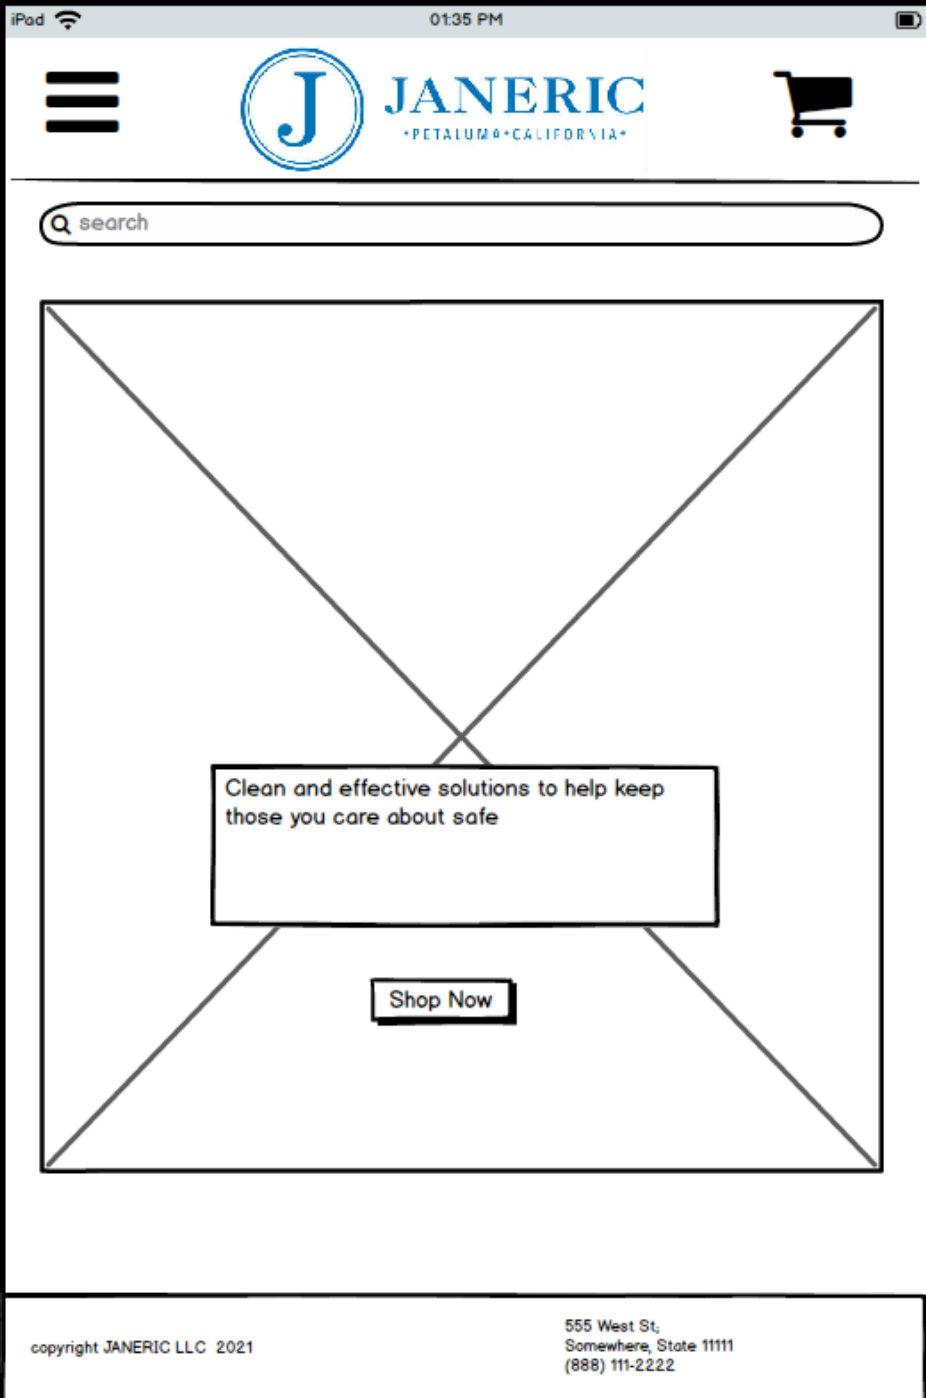 iPad 01:35 PM
J JANERIC
•PETALUMA•CALIFORNIA•
search
Clean and effective solutions to help keep
those you care about safe
Shop Now
copyright JANERIC LLC 2021
555 West St;
Somewhere, State 11111
(888) 111-2222